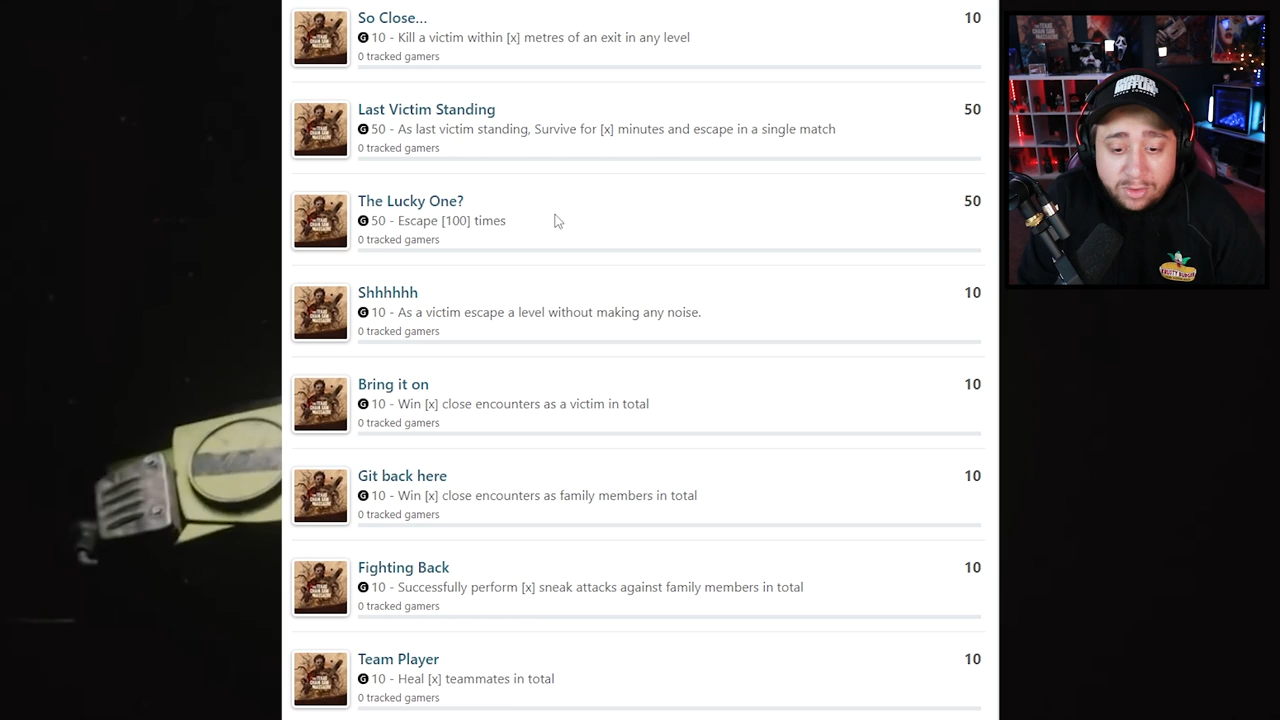 So Close...
10
G 10 - Kill a victim within [x] metres of an exit in any level
0 tracked gamers
Last Victim Standing
50
G 50 - As last victim standing, Survive for [x] minutes and escape in a single match
0 tracked gamers
The Lucky One?
50
G 50 - Escape [100] times
0 tracked gamers
Shhhhhh
10
G 10 - As a victim escape a level without making any noise.
0 tracked gamers
Bring it on
10
G 10 - Win [x] close encounters as a victim in total
0 tracked gamers
Git back here
10
G 10 - Win [x] close encounters as family members in total
0 tracked gamers
Fighting Back
10
G 10 - Successfully perform [x] sneak attacks against family members in total
0 tracked gamers
Team Player
10
G 10 - Heal [x] teammates in total
0 tracked gamers